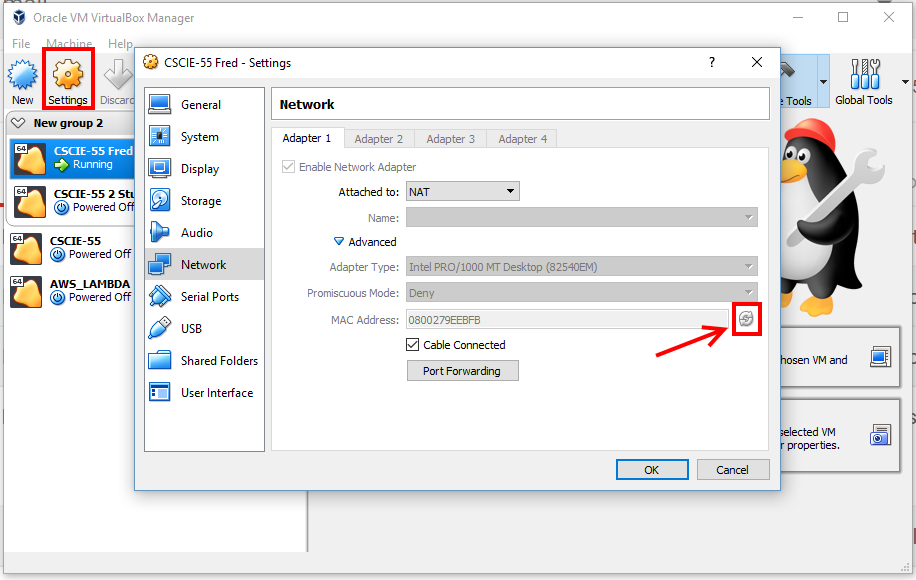 Oracle VM VirtualBox Manager
File Machine Help
New Settings Discard
Tools Global Tools
New group 2
64 CSCIE-55 Fred
Running
64 CSCIE-55 2 Stu
Powered Off
64 CSCIE-55
Powered Off
64 AWS_LAMBDA
Powered Off
CSCIE-55 Fred - Settings ?
General
System
Display
Storage
Audio
Network
Serial Ports
USB
Shared Folders
User Interface
Network
Adapter 1 Adapter 2 Adapter 3 Adapter 4
Enable Network Adapter
Attached to: NAT
Name:
Advanced
Adapter Type: Intel PRO/1000 MT Desktop (82540EM)
Promiscuous Mode: Deny
MAC Address: 0800279EEBFB
Cable Connected
Port Forwarding
OK Cancel
hosen VM and
selected VM
r properties.